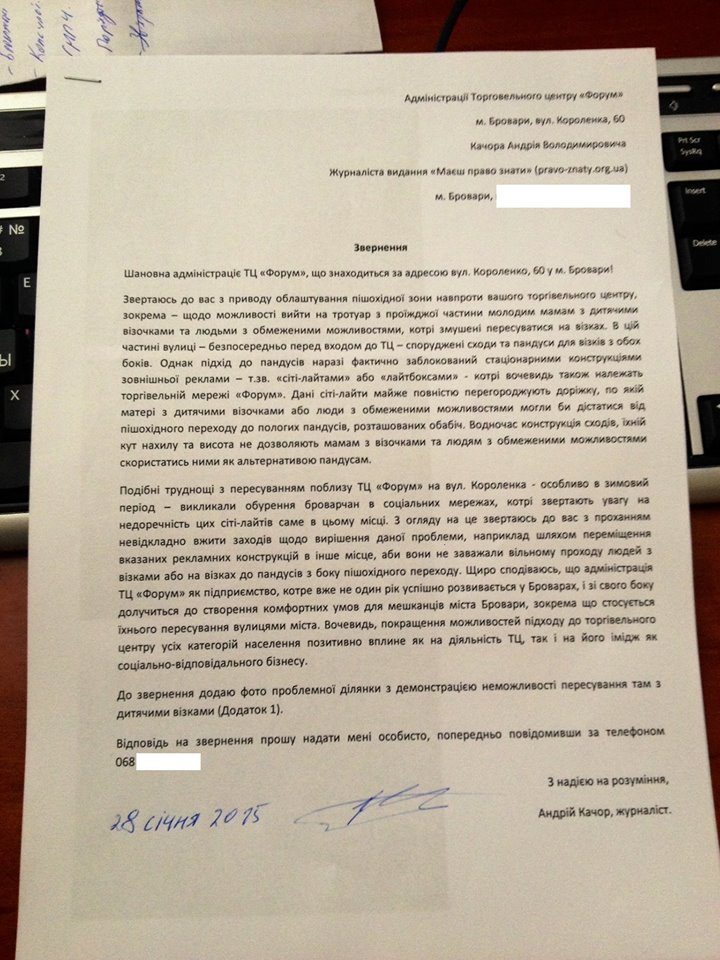 - Кон
СДПЧ
Адміністрації Торговельного центру «Форум»
м. Бровари, вул. Короленка, 60
Качора Андрія Володимировича
Журналіста видання «Маєш право знати» (pravo-znaty.org.ua)
м. Бровари,
Звернення
Шановна адміністраціє ТЦ «Форум», що знаходиться за адресою вул. Короленко, 60 у м. Бровари!
Звертаюсь до вас з приводу облаштування пішохідної зони навпроти вашого торгівельного центру,
зокрема – щодо можливості вийти на тротуар з проїжджої частини молодим мамам з дитячими
візочками та людьми з обмеженими можливостями, котрі змушені пересуватися на візках. В цій
частині вулиці – безпосередньо перед входом до ТЦ – споруджені сходи та пандуси для візків з обох
боків. Однак підхід до пандусів наразі фактично заблокований стаціонарними конструкціями
зовнішньої реклами – т.зв. «сіті-лайтами» або «лайтбоксами» - котрі вочевидь також належать
торгівельній мережі «Форум». Дані сіті-лайти майже повністю перегороджують доріжку, по якій
матері з дитячими візочками або люди з обмеженими можливостями могли би дістатися від
пішохідного переходу до пологих пандусів, розташованих обабіч. Водночас конструкція сходів, їхній
кут нахилу та висота не дозволяють мамам з візочками та людям з обмеженими можливостями
скористатись ними як альтернативою пандусам.
Подібні труднощі з пересуванням поблизу ТЦ «Форум» на вул. Короленка - особливо в зимовий
період – викликали обурення броварчан в соціальних мережах, котрі звертають увагу на
недоречність цих сіті-лайтів саме в цьому місці. З огляду на це звертаюсь до вас з проханням
невідкладно вжити заходів щодо вирішення даної проблеми, наприклад шляхом переміщення
вказаних рекламних конструкцій в інше місце, аби вони не заважали вільному проходу людей з
візками або на візках до пандусів з боку пішохідного переходу. Щиро сподіваюсь, що адміністрація
ТЦ «Форум» як підприємство, котре вже не один рік успішно розвивається у Броварах, і зі свого боку
долучиться до створення комфортних умов для мешканців міста Бровари, зокрема що стосується
їхнього пересування вулицями міста. Вочевидь, покращення можливостей підходу до торгівельного
центру усіх категорій населення позитивно вплине як на діяльність ТЦ, так і на його імідж як
соціально-відповідального бізнесу.
До звернення додаю фото проблемної ділянки з демонстрацією неможливості пересування там з
дитячими візками (Додаток 1).
Відповідь на звернення прошу надати мені особисто, попередньо повідомивши за телефоном
068
З надією на розуміння,
28 січня 2015
Андрій Качор, журналіст.
Prt Scr
SysRq
Insert
Delete
2
# №
3
E
Ы
X